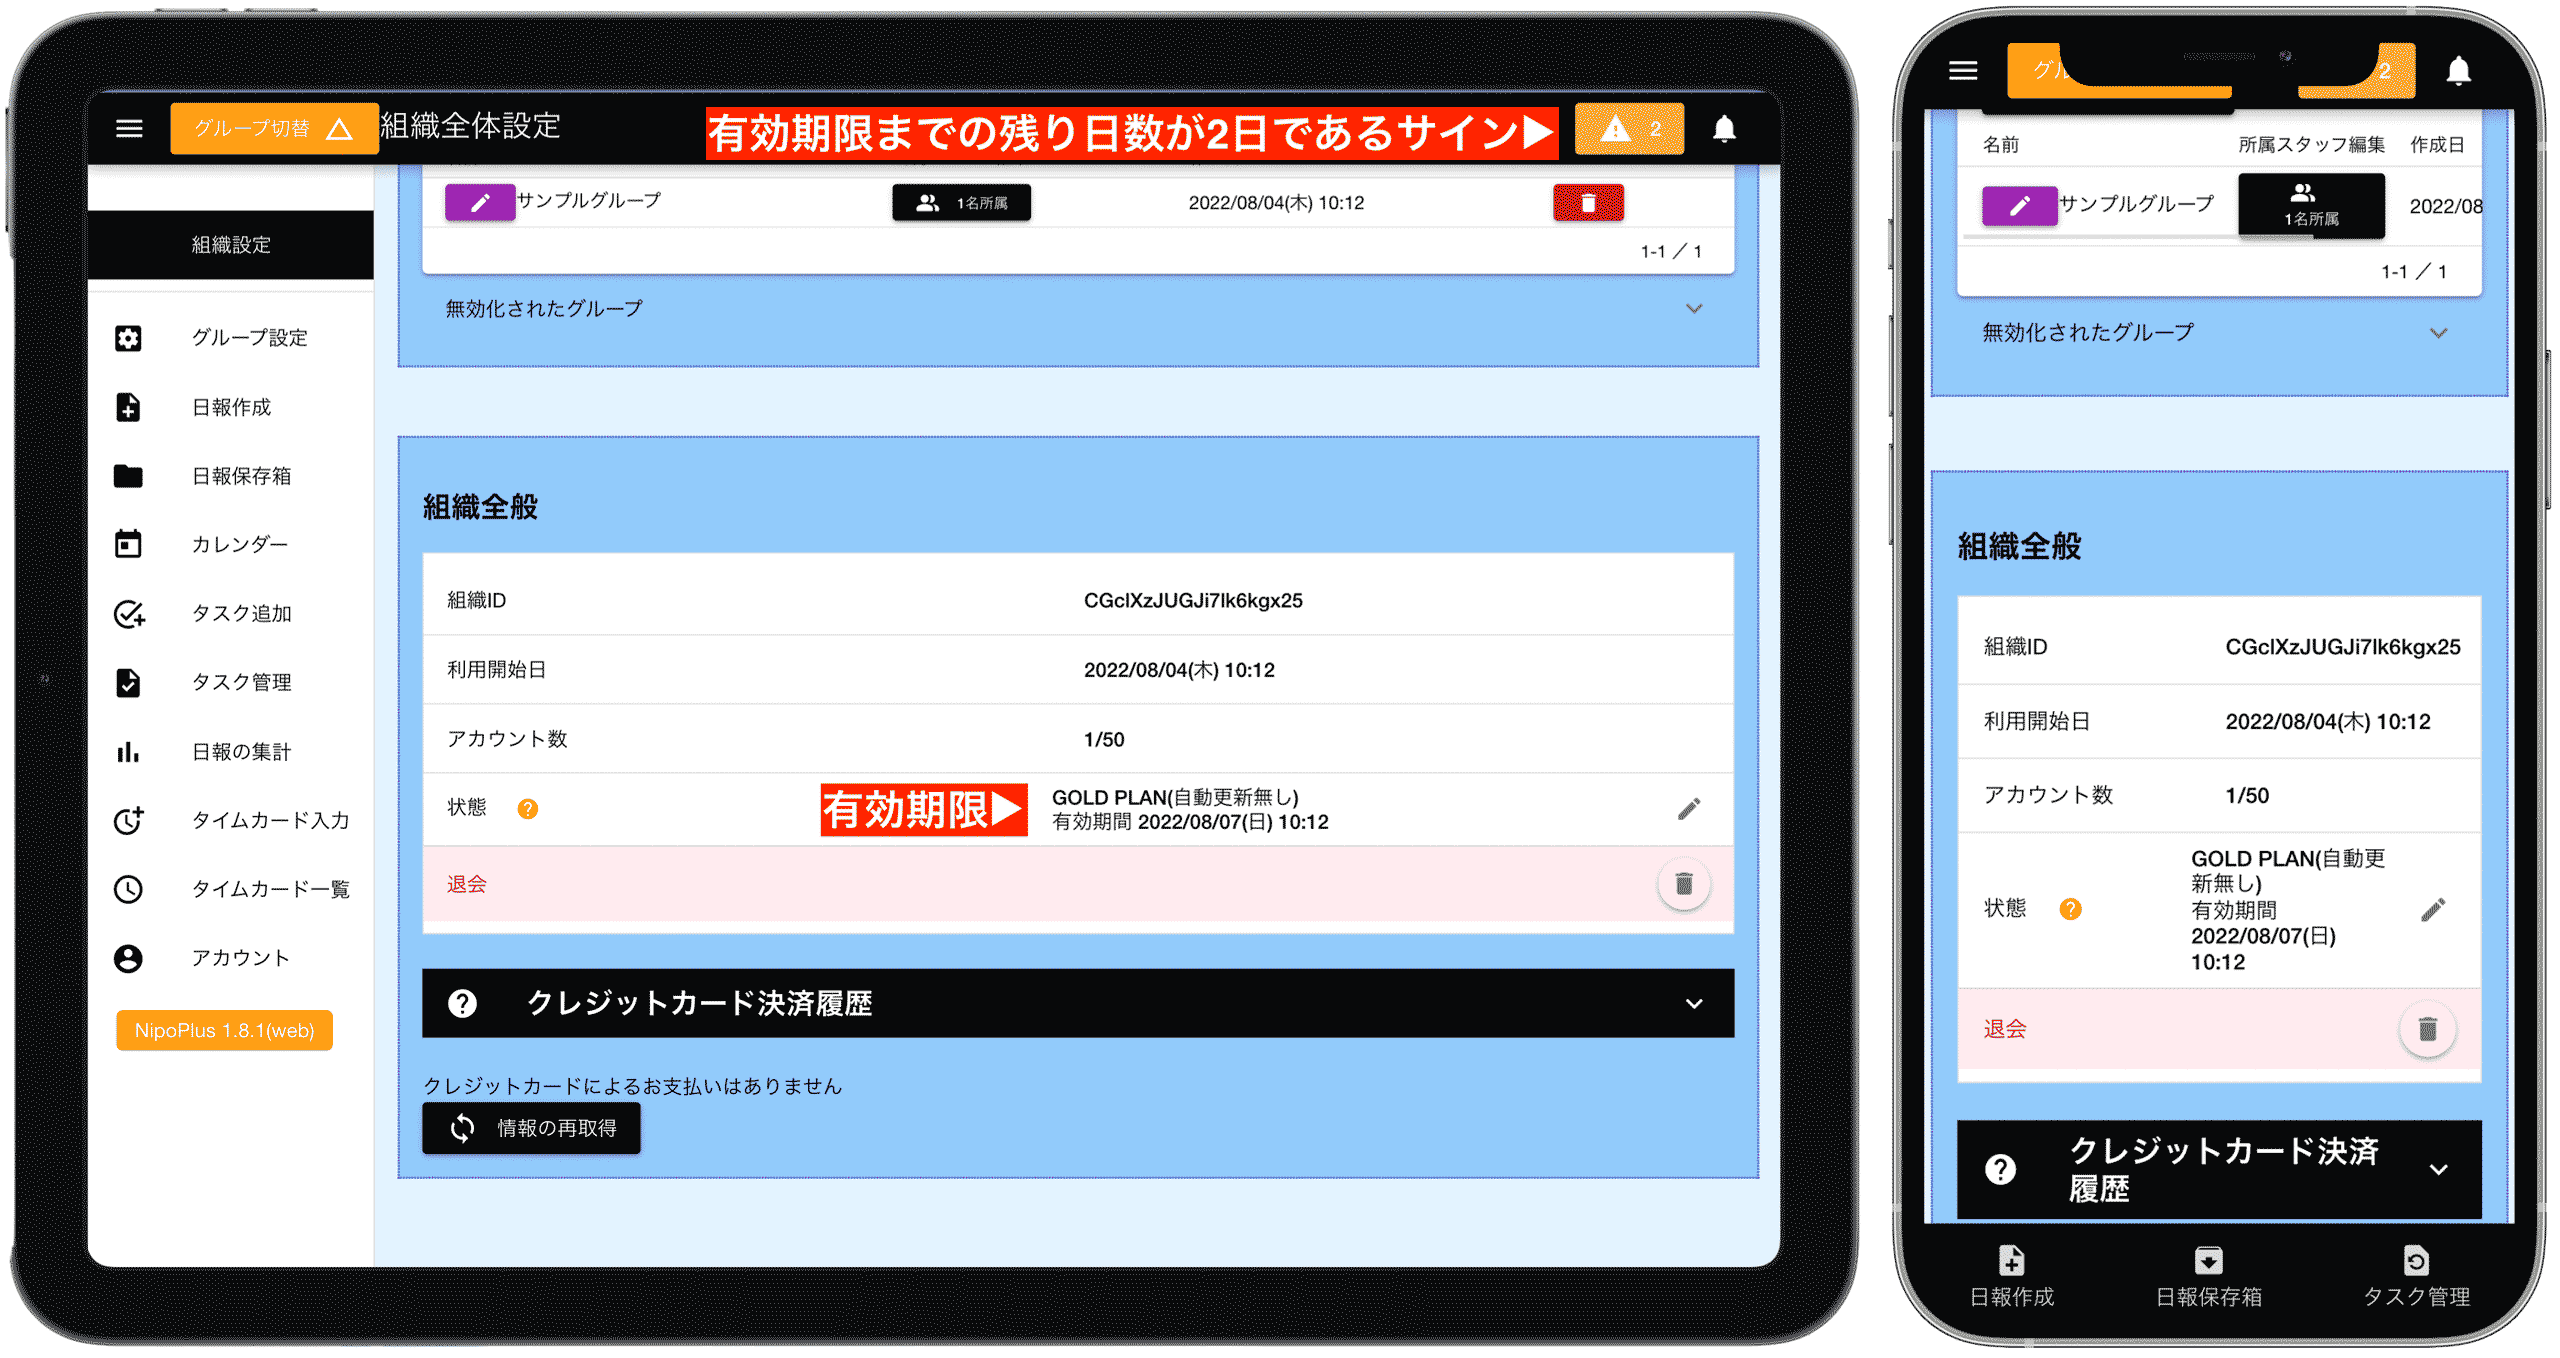 グループ切替
組織全体設定
有効期限までの残り日数が2日であるサイン▶
2
組織設定
グループ設定
日報作成
日報保存箱
カレンダー
タスク追加
タスク管理
日報の集計
タイムカード入力
タイムカード一覧
アカウント
NipoPlus 1.8.1(web)
サンプルグループ
1名所属
2022/08/04(木) 10:12
1-1 ／ 1
無効化されたグループ
組織全般
組織ID
CGclXzJUGJi7lk6kgx25
利用開始日
2022/08/04(木) 10:12
アカウント数
1/50
状態
有効期限▶
GOLD PLAN(自動更新無し)
有効期間 2022/08/07(日) 10:12
退会
クレジットカード決済履歴
クレジットカードによるお支払いはありません
情報の再取得
グル
2
名前
所属スタッフ編集
作成日
サンプルグループ
1名所属
2022/08
1-1 ／ 1
無効化されたグループ
組織全般
組織ID
CGclXzJUGJi7lk6kgx25
利用開始日
2022/08/04(木) 10:12
アカウント数
1/50
状態
GOLD PLAN(自動更
新無し)
有効期間
2022/08/07(日)
10:12
退会
クレジットカード決済
履歴
日報作成
日報保存箱
タスク管理